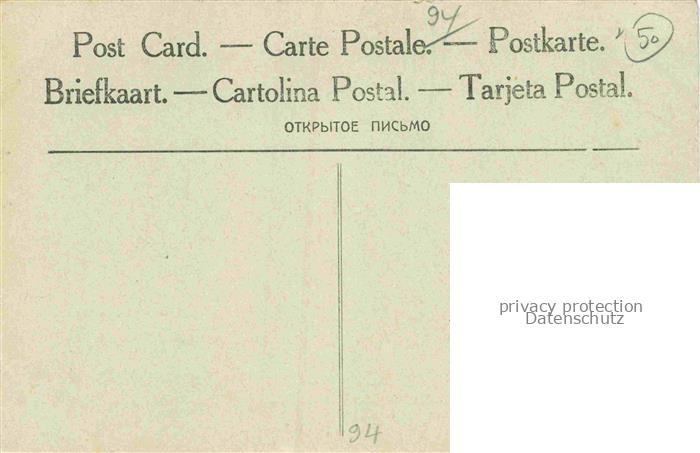 94
50
Post Card. — Carte Postale. — Postkarte.
Briefkaart. — Cartolina Postal. — Tarjeta Postal.
ОТКРЫТОЕ ПИСЬМО
privacy protection
Datenschutz
94